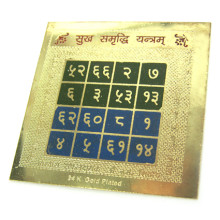 सुख समृद्धि यन्त्रम्
५२ ६६ २ ७
६ ३ ५३ १३
६२ ६० ८ १
४ ५ ६१ १४
24 K. Gold Plated